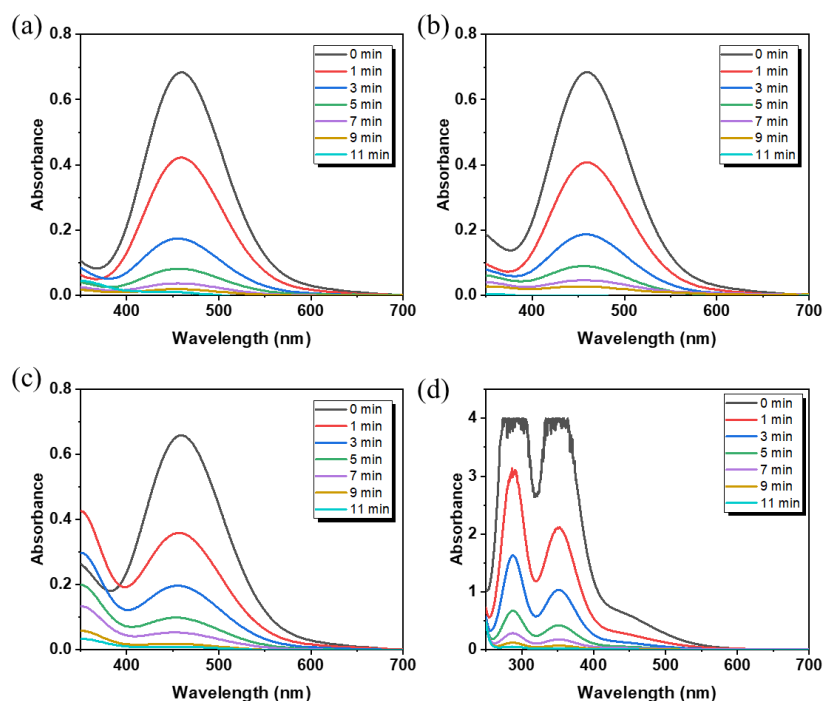 (a)
0.8
0.6
0.4
0.2
0.0
Absorbance
400
500
600
700
Wavelength (nm)
0 min
1 min
3 min
5 min
7 min
9 min
11 min
(b)
0.8
0.6
0.4
0.2
0.0
Absorbance
400
500
600
700
Wavelength (nm)
0 min
1 min
3 min
5 min
7 min
9 min
11 min
(c)
0.8
0.6
0.4
0.2
0.0
Absorbance
400
500
600
700
Wavelength (nm)
0 min
1 min
3 min
5 min
7 min
9 min
11 min
(d)
4
3
2
1
0
Absorbance
300
400
500
600
700
Wavelength (nm)
0 min
1 min
3 min
5 min
7 min
9 min
11 min